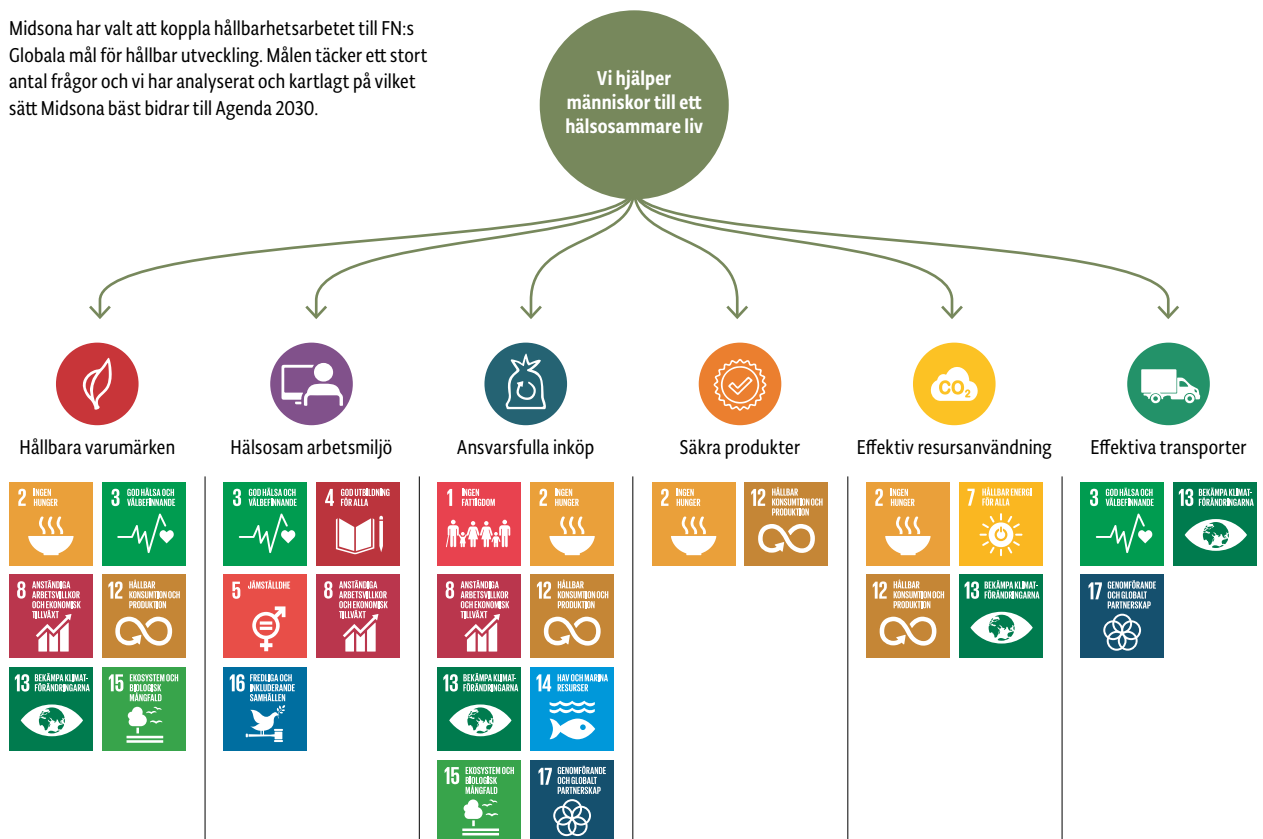 Midsona har valt att koppla hållbarhetsarbetet till FN:s
Globala mål för hållbar utveckling. Målen täcker ett stort
antal frågor och vi har analyserat och kartlagt på vilket
sätt Midsona bäst bidrar till Agenda 2030.
Vi hjälper
människor till ett
hälsosammare liv
CO₂
Hållbara varumärken
Hälsosam arbetsmiljö
Ansvarsfulla inköp
Säkra produkter
Effektiv resursanvändning
Effektiva transporter
2 INGEN
HUNGER
3 GOD HÄLSA OCH
VÄLBEFINNANDE
8 ANSTÄNDIGA
ARBETSVILLKOR
OCH EKONOMISK
TILLVÄXT
12 HÅLLBAR
KONSUMTION OCH
PRODUKTION
13 BEKÄMPA KLIMAT-
FÖRÄNDRINGARNA
15 EKOSYSTEM OCH
BIOLOGISK
MÅNGFALD
3 GOD HÄLSA OCH
VÄLBEFINNANDE
4 GOD UTBILDNING
FÖR ALLA
5 JÄMSTÄLLDHE
8 ANSTÄNDIGA
ARBETSVILLKOR
OCH EKONOMISK
TILLVÄXT
16 FREDLIGA OCH
INKLUDERANDE
SAMHÄLLEN
1 INGEN
FATTIGDOM
2 INGEN
HUNGER
8 ANSTÄNDIGA
ARBETSVILLKOR
OCH EKONOMISK
TILLVÄXT
12 HÅLLBAR
KONSUMTION OCH
PRODUKTION
13 BEKÄMPA KLIMAT-
FÖRÄNDRINGARNA
14 HAV OCH MARINA
RESURSER
15 EKOSYSTEM OCH
BIOLOGISK
MÅNGFALD
17 GENOMFÖRANDE
OCH GLOBALT
PARTNERSKAP
2 INGEN
HUNGER
12 HÅLLBAR
KONSUMTION OCH
PRODUKTION
2 INGEN
HUNGER
7 HÅLLBAR ENERGI
FÖR ALLA
12 HÅLLBAR
KONSUMTION OCH
PRODUKTION
13 BEKÄMPA KLIMAT-
FÖRÄNDRINGARNA
3 GOD HÄLSA OCH
VÄLBEFINNANDE
13 BEKÄMPA KLIMAT-
FÖRÄNDRINGARNA
17 GENOMFÖRANDE
OCH GLOBALT
PARTNERSKAP